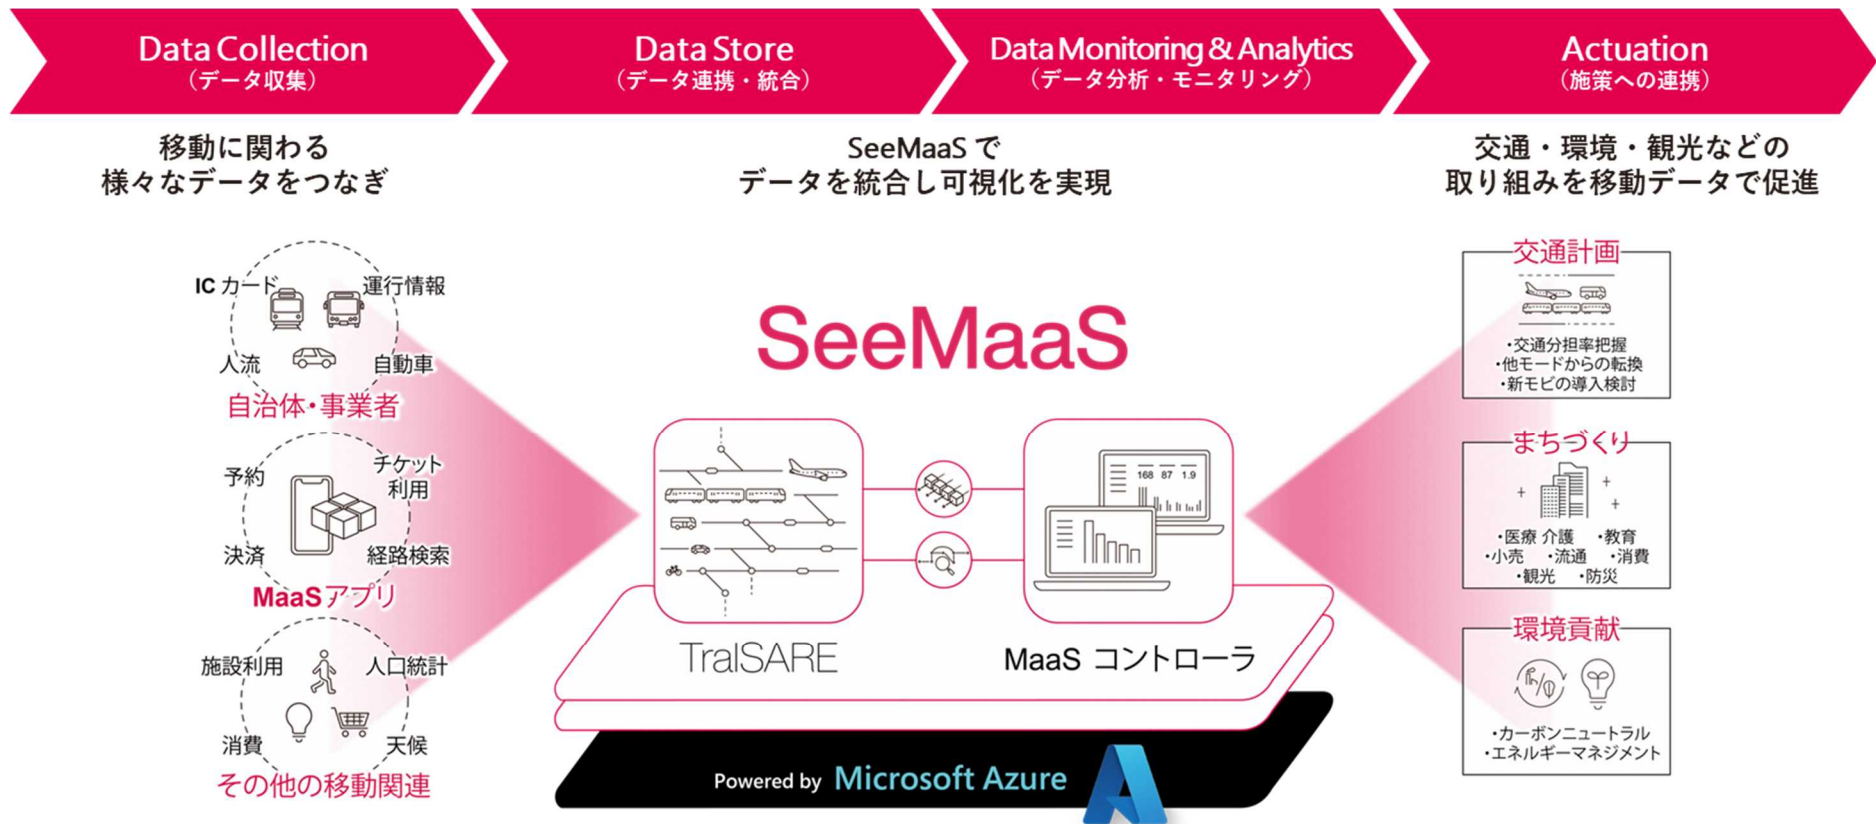 Data Collection
（データ収集）
Data Store
（データ連携・統合）
Data Monitoring & Analytics
（データ分析・モニタリング）
Actuation
（施策への連携）
移動に関わる
様々なデータをつなぎ
SeeMaaS で
データを統合し可視化を実現
交通・環境・観光などの
取り組みを移動データで促進
IC カード
運行情報
人流
自動車
自治体・事業者
予約
チケット
利用
決済
経路検索
MaaSアプリ
施設利用
人口統計
消費
天候
その他の移動関連
SeeMaaS
168 87 1.9
TraISARE
MaaS コントローラ
Powered by Microsoft Azure
交通計画
・交通分担率把握
・他モードからの転換
・新モビの導入検討
まちづくり
・医療 介護 ・教育
・小売 ・流通 ・消費
・観光 ・防災
環境貢献
・カーボンニュートラル
・エネルギーマネジメント